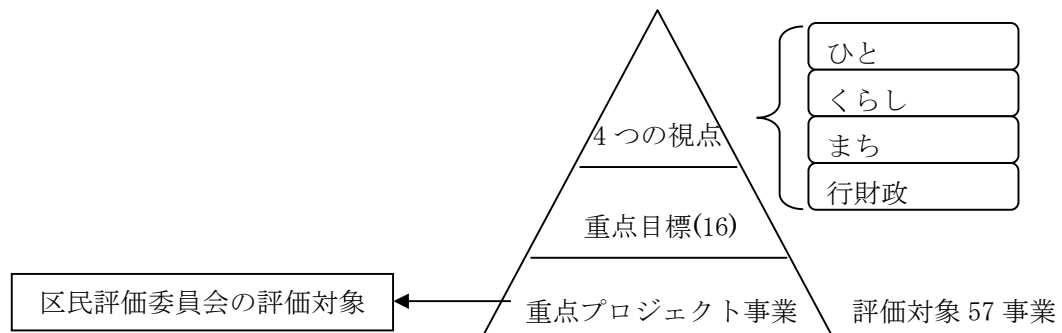 ひと
くらし
4つの視点
まち
行財政
重点目標(16)
区民評価委員会の評価対象
重点プロジェクト事業
評価対象 57 事業